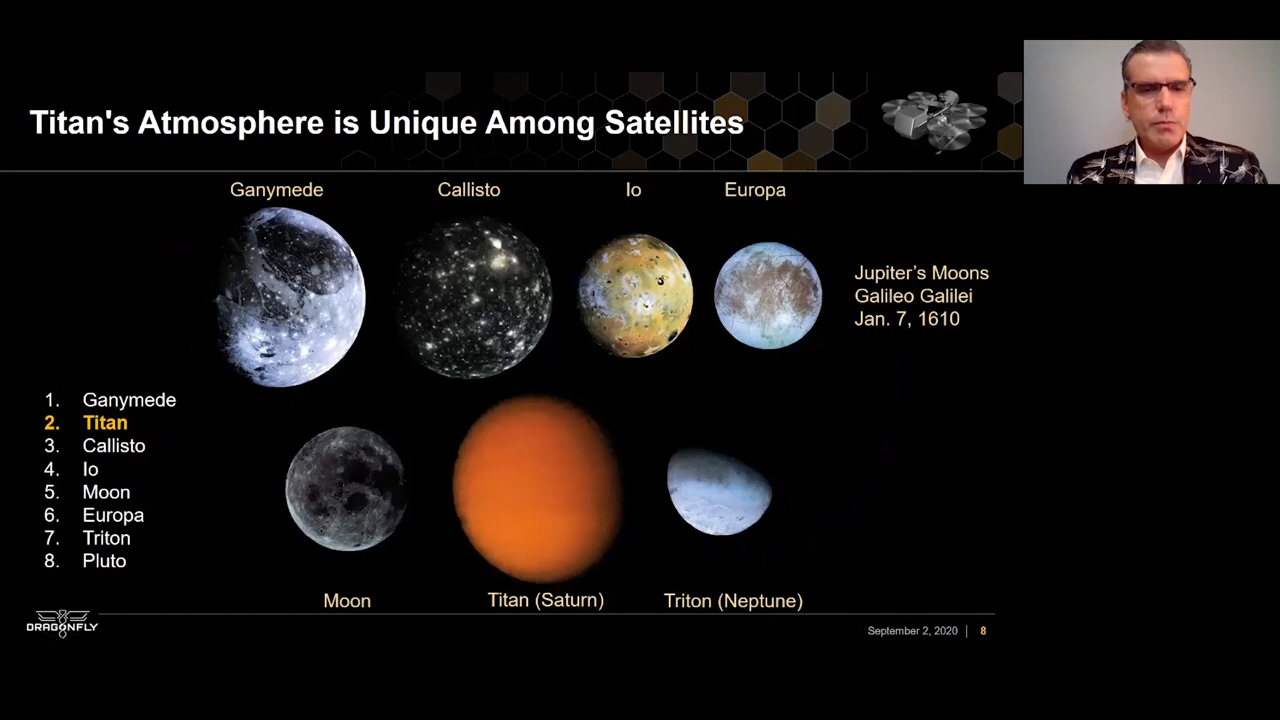 Titan's Atmosphere is Unique Among Satellites
Ganymede
Callisto
Io
Europa
Jupiter's Moons
Galileo Galilei
Jan. 7, 1610
1. Ganymede
2. Titan
3. Callisto
4. Io
5. Moon
6. Europa
7. Triton
8. Pluto
Moon
Titan (Saturn)
Triton (Neptune)
DRAGONFLY
September 2, 2020 | 8